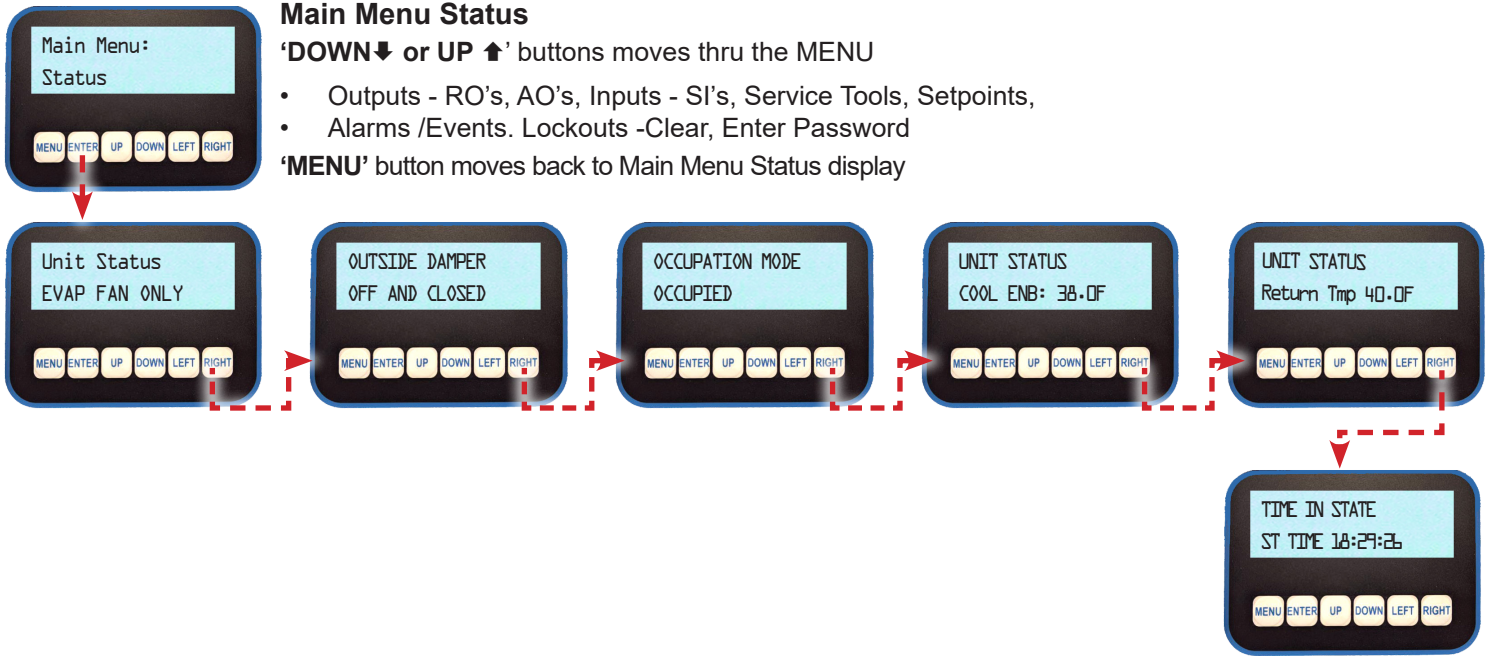 Main Menu Status
‘DOWN⬇ or UP ⬆’ buttons moves thru the MENU
• Outputs - RO's, AO's, Inputs - SI's, Service Tools, Setpoints,
• Alarms /Events. Lockouts -Clear, Enter Password
‘MENU’ button moves back to Main Menu Status display
Main Menu:
Status
MENU ENTER UP DOWN LEFT RIGHT
Unit Status
EVAP FAN ONLY
MENU ENTER UP DOWN LEFT RIGHT
OUTSIDE DAMPER
OFF AND CLOSED
MENU ENTER UP DOWN LEFT RIGHT
OCCUPATION MODE
OCCUPIED
MENU ENTER UP DOWN LEFT RIGHT
UNIT STATUS
COOL ENB: 38.0F
MENU ENTER UP DOWN LEFT RIGHT
UNIT STATUS
Return Tmp 40.0F
MENU ENTER UP DOWN LEFT RIGHT
TIME IN STATE
ST TIME 18:29:26
MENU ENTER UP DOWN LEFT RIGHT